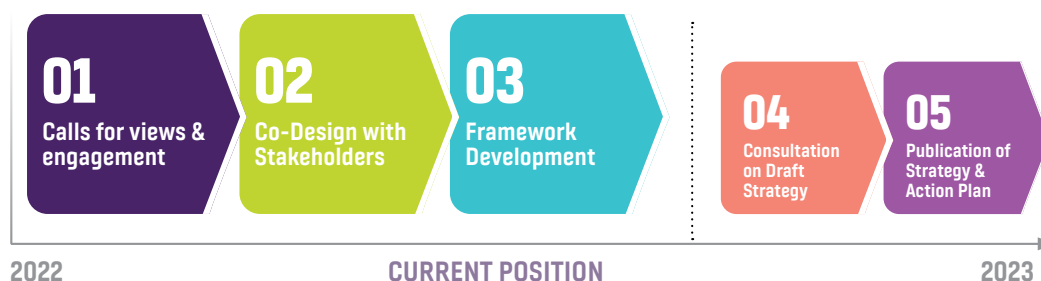 01
Calls for views &
engagement
02
Co-Design with
Stakeholders
03
Framework
Development
04
Consultation
on Draft
Strategy
05
Publication of
Strategy &
Action Plan
2022
CURRENT POSITION
2023